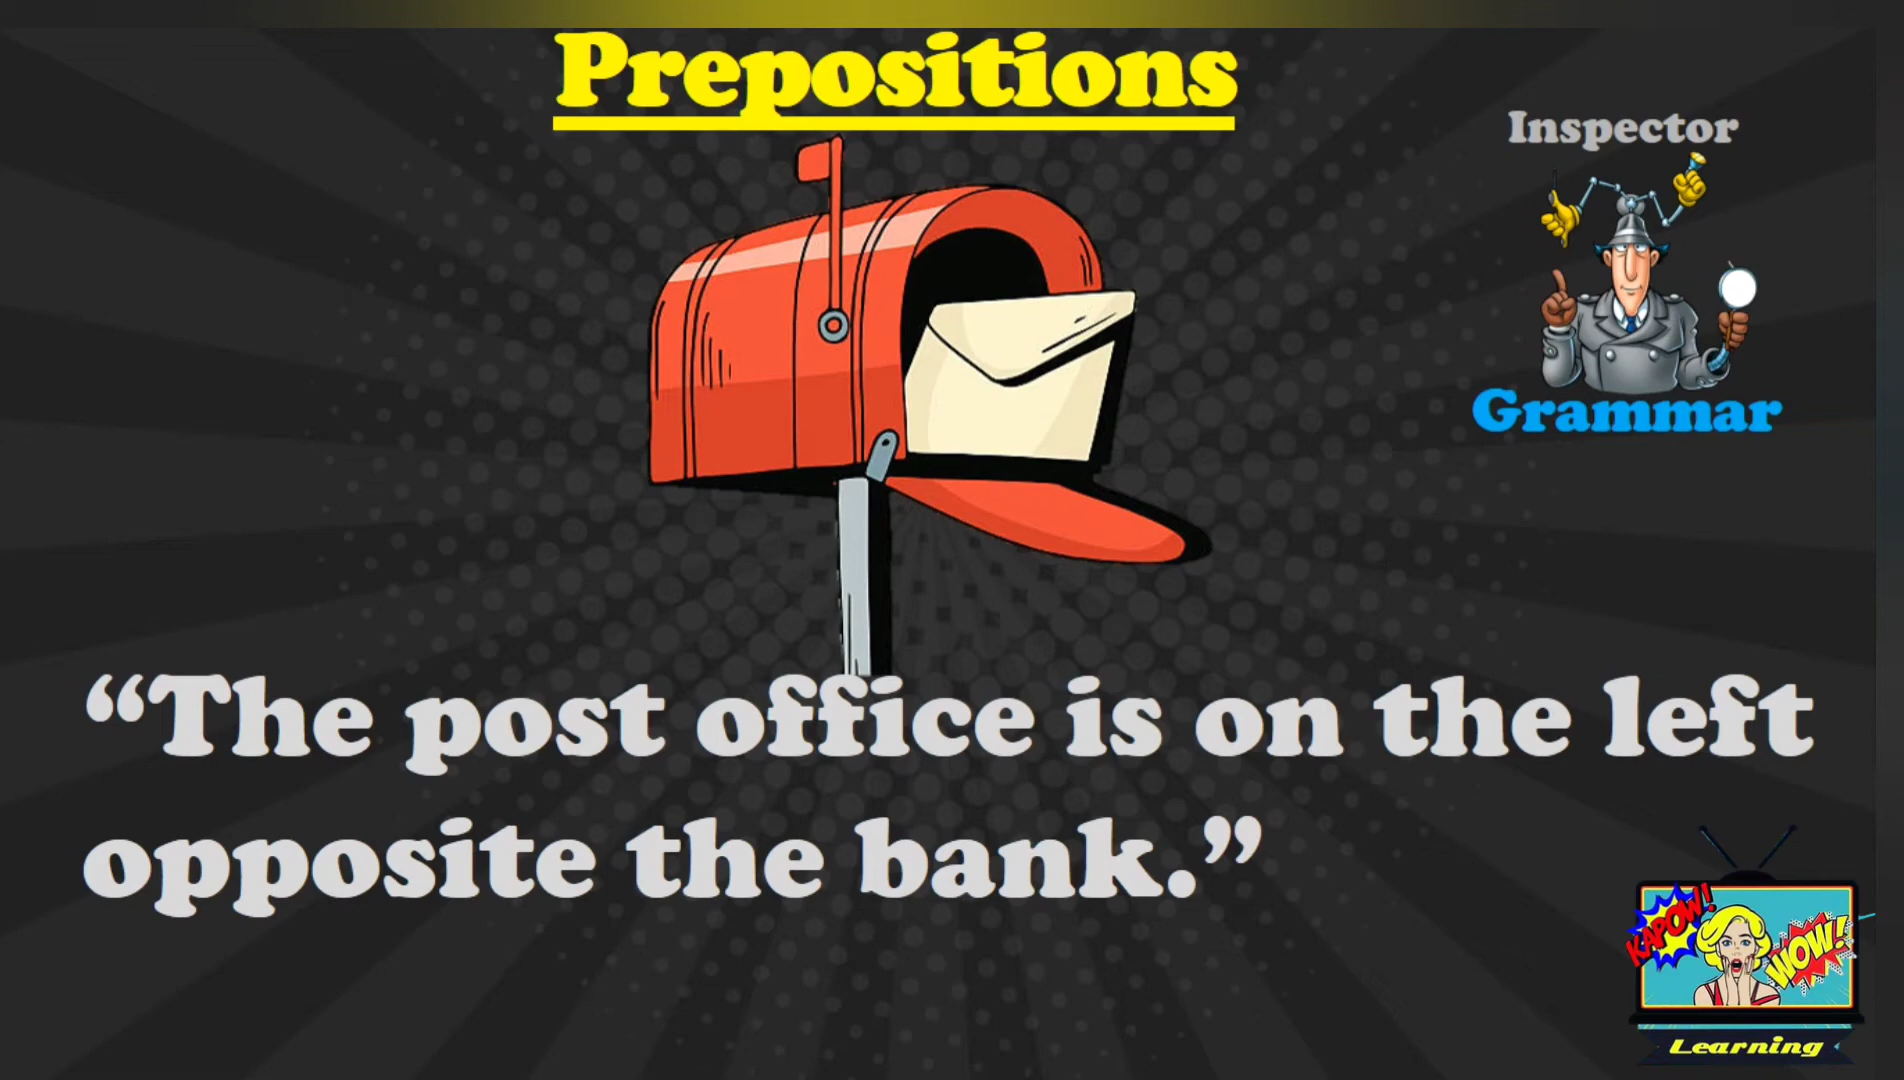 Prepositions
Inspector
Grammar
“The post office is on the left
opposite the bank.”
KAPOW!
WOW!
Learning